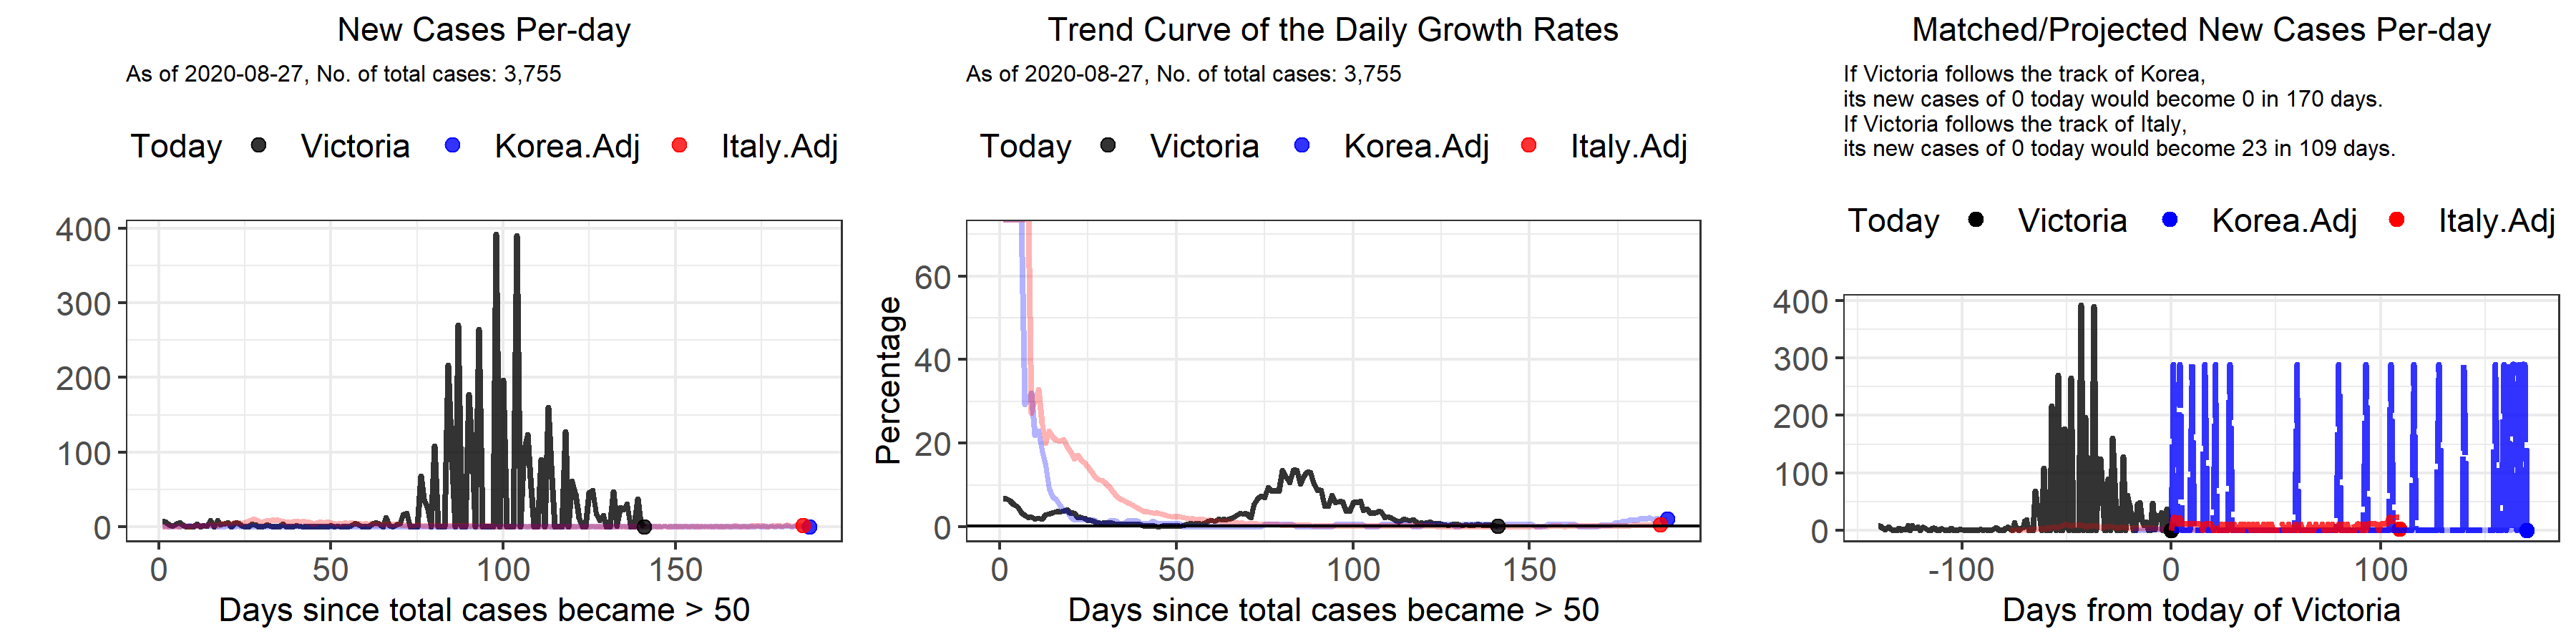 New Cases Per-day
As of 2020-08-27, No. of total cases: 3,755
Today Victoria Korea.Adj Italy.Adj
400
300
200
100
0
0 50 100 150
Days since total cases became > 50
Trend Curve of the Daily Growth Rates
As of 2020-08-27, No. of total cases: 3,755
Today Victoria Korea.Adj Italy.Adj
Percentage
60
40
20
0
0 50 100 150
Days since total cases became > 50
Matched/Projected New Cases Per-day
If Victoria follows the track of Korea,
its new cases of 0 today would become 0 in 170 days.
If Victoria follows the track of Italy,
its new cases of 0 today would become 23 in 109 days.
Today Victoria Korea.Adj Italy.Adj
400
300
200
100
0
-100 0 100
Days from today of Victoria